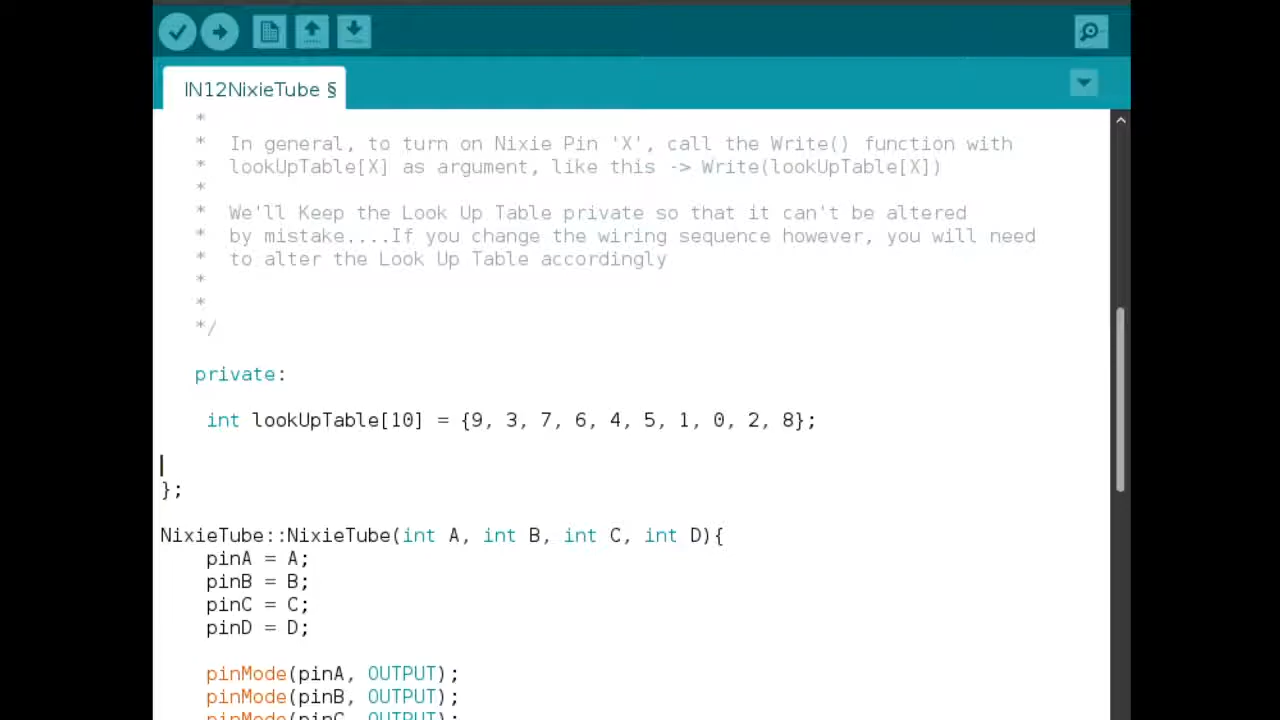 IN12NixieTube §
*
* In general, to turn on Nixie Pin 'X', call the Write() function with
* lookUpTable[X] as argument, like this -> Write(lookUpTable[X])
*
* We'll Keep the Look Up Table private so that it can't be altered
* by mistake....If you change the wiring sequence however, you will need
* to alter the Look Up Table accordingly
*
*
*/
private:
int lookUpTable[10] = {9, 3, 7, 6, 4, 5, 1, 0, 2, 8};
};
NixieTube::NixieTube(int A, int B, int C, int D){
pinA = A;
pinB = B;
pinC = C;
pinD = D;
pinMode(pinA, OUTPUT);
pinMode(pinB, OUTPUT);
pinMode(pinC, OUTPUT);